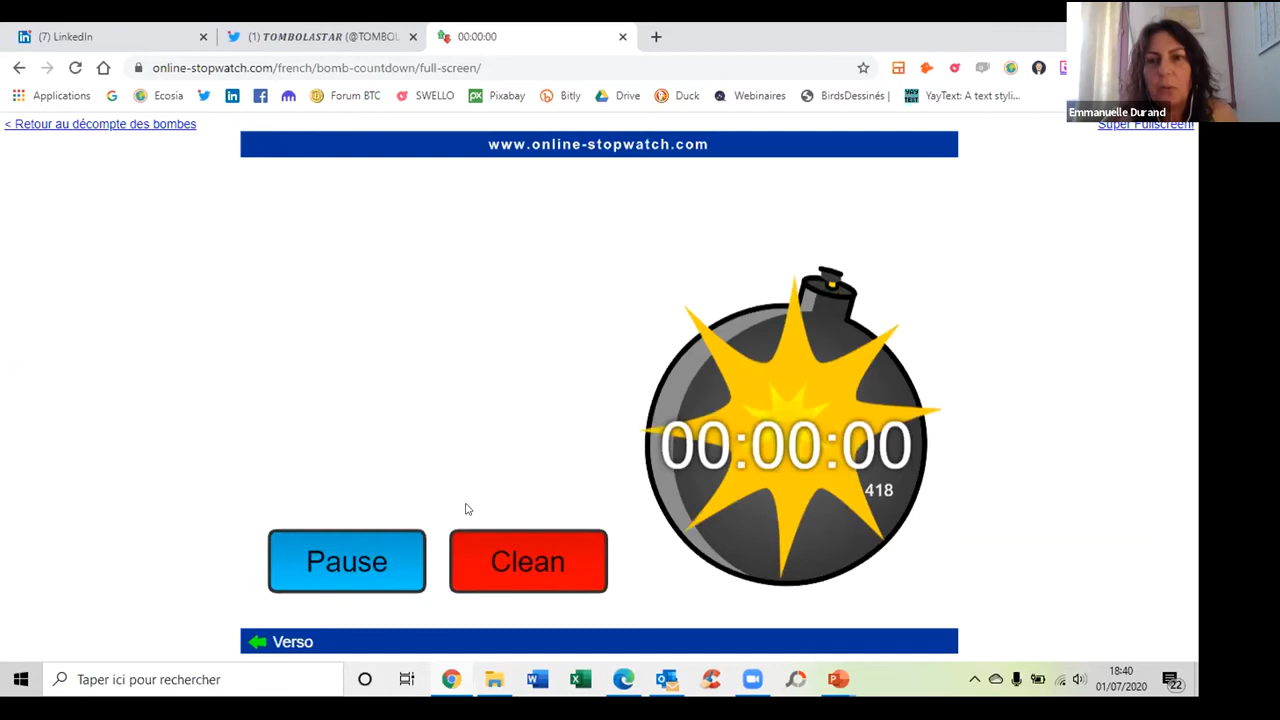 (7) LinkedIn
(1) 𝑻𝑶𝑴𝑩𝑶𝑳𝑨𝑺𝑻𝑨𝑹 (@TOMBOL
00:00:00
online-stopwatch.com/french/bomb-countdown/full-screen/
Applications
Ecosia
Forum BTC
SWELLO
Pixabay
Bitly
Drive
Duck
Webinaires
BirdsDessinés |
YayText: A text styli...
Emmanuelle Durand
< Retour au décompte des bombes
Super Fullscreen!
www.online-stopwatch.com
00:00:00
418
Pause
Clean
Verso
Taper ici pour rechercher
18:40
01/07/2020
22